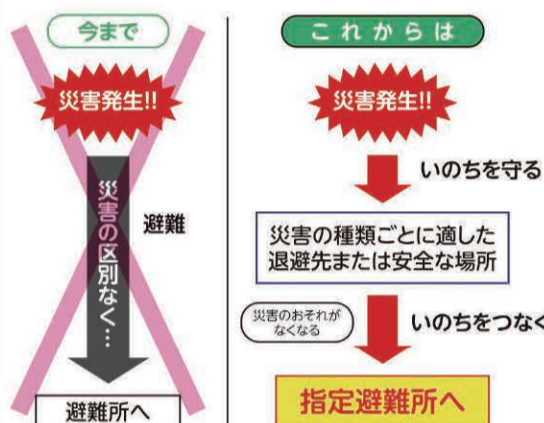 今まで
災害発生!!
災害の区別なく…
避難
避難所へ
これからは
災害発生!!
いのちを守る
災害の種類ごとに適した
退避先または安全な場所
災害のおそれが
なくなる
いのちをつなぐ
指定避難所へ